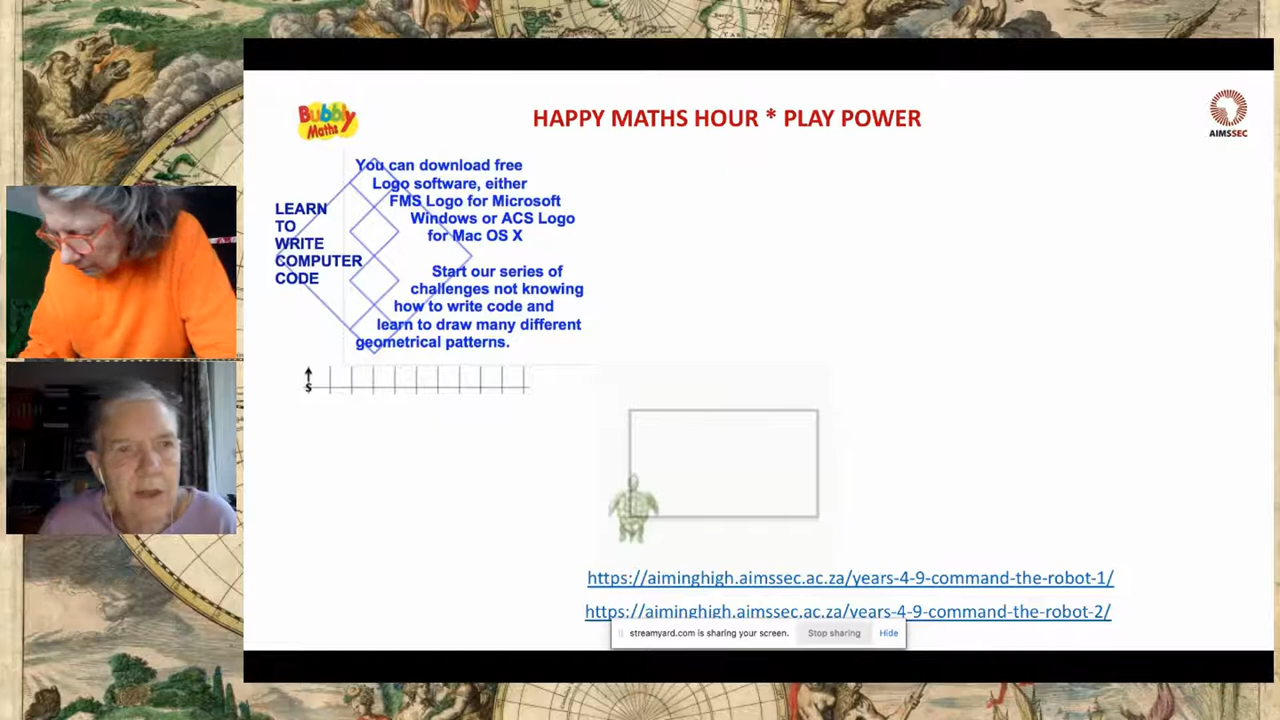 Bubbly
Maths
HAPPY MATHS HOUR * PLAY POWER
AIMSSEC
LEARN
TO
WRITE
COMPUTER
CODE
You can download free
Logo software, either
FMS Logo for Microsoft
Windows or ACS Logo
for Mac OS X
Start our series of
challenges not knowing
how to write code and
learn to draw many different
geometrical patterns.
S
https://aiminghigh.aimssec.ac.za/years-4-9-command-the-robot-1/
https://aiminghigh.aimssec.ac.za/years-4-9-command-the-robot-2/
streamyard.com is sharing your screen. Stop sharing Hide